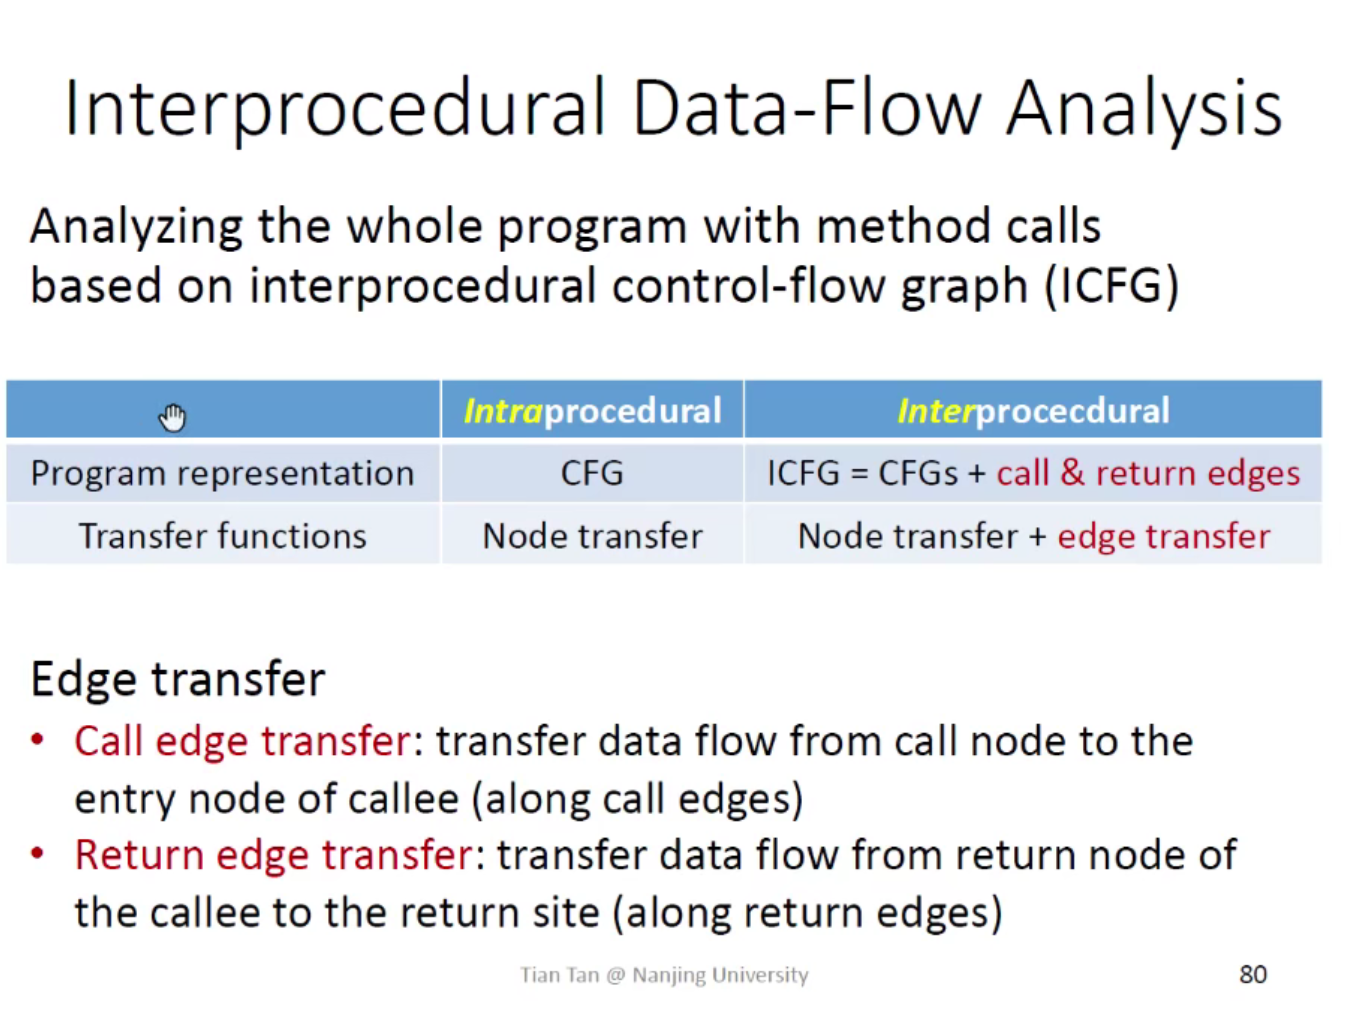 Interprocedural Data-Flow Analysis
Analyzing the whole program with method calls
based on interprocedural control-flow graph (ICFG)
Intraprocedural Interprocecdural
Program representation CFG ICFG = CFGs + call & return edges
Transfer functions Node transfer Node transfer + edge transfer
Edge transfer
• Call edge transfer: transfer data flow from call node to the
entry node of callee (along call edges)
• Return edge transfer: transfer data flow from return node of
the callee to the return site (along return edges)
Tian Tan @ Nanjing University 80